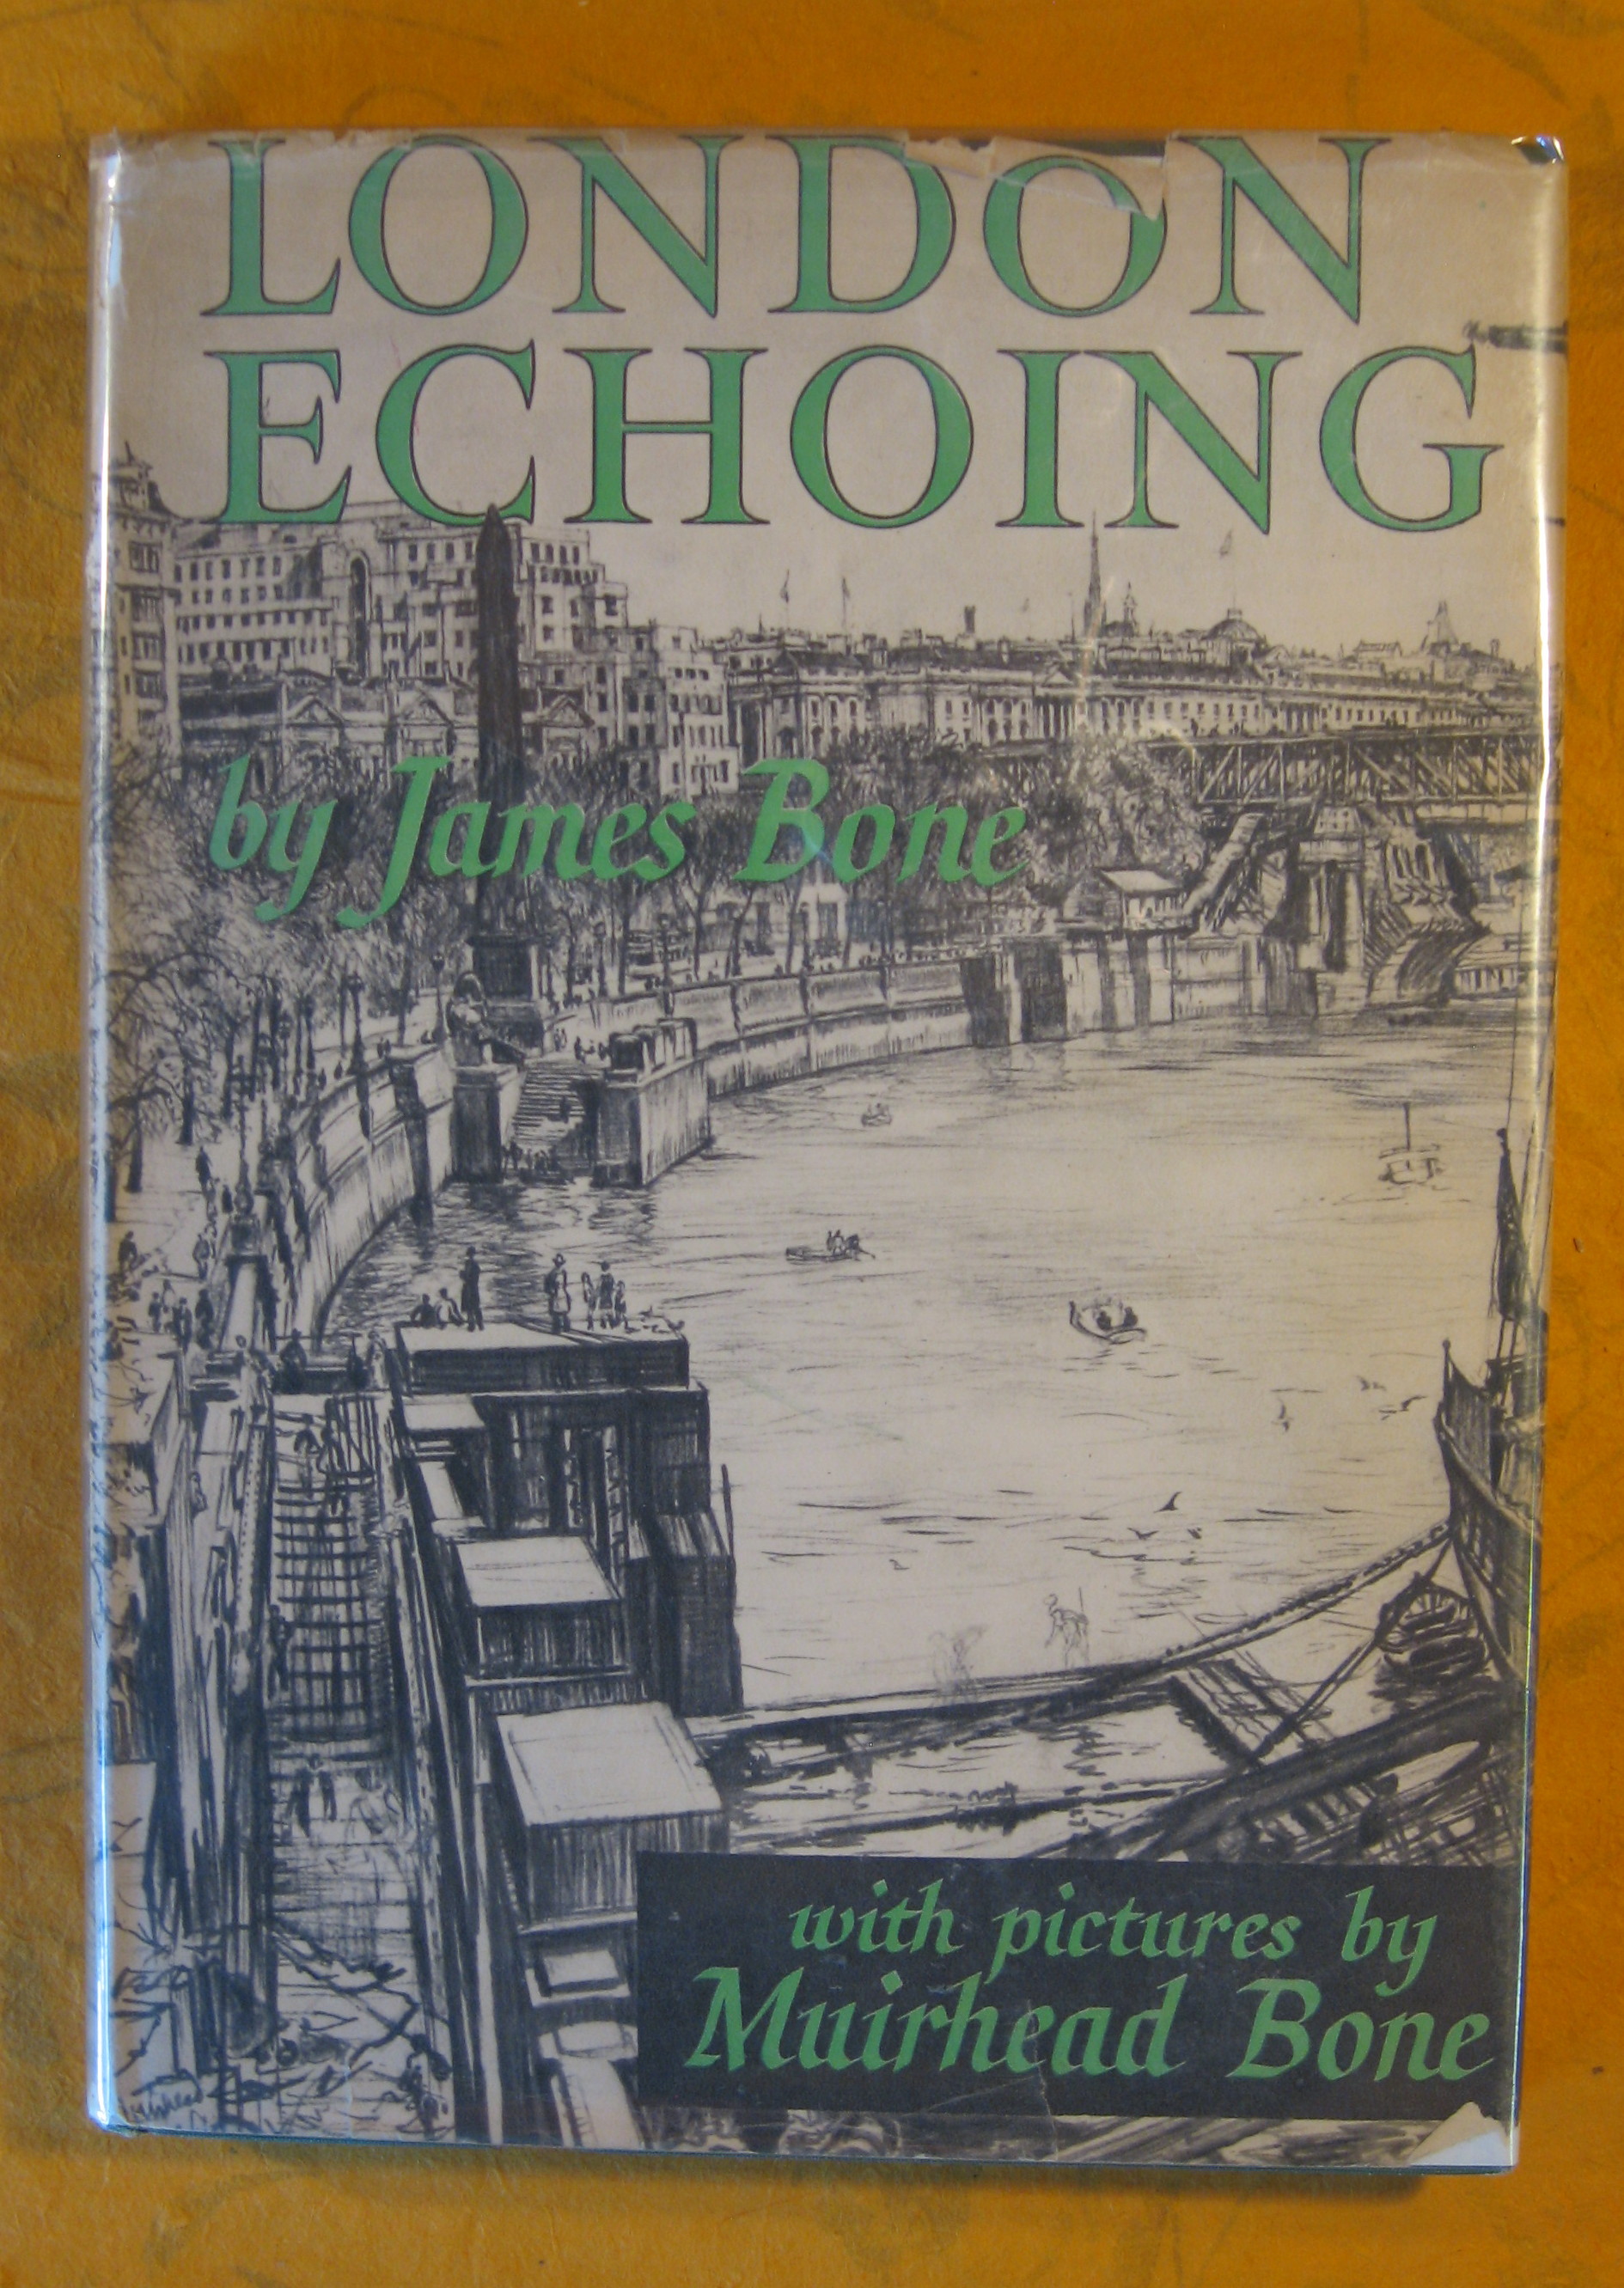 LONDON
ECHOING
by James Bone
with pictures by
Muirhead Bone